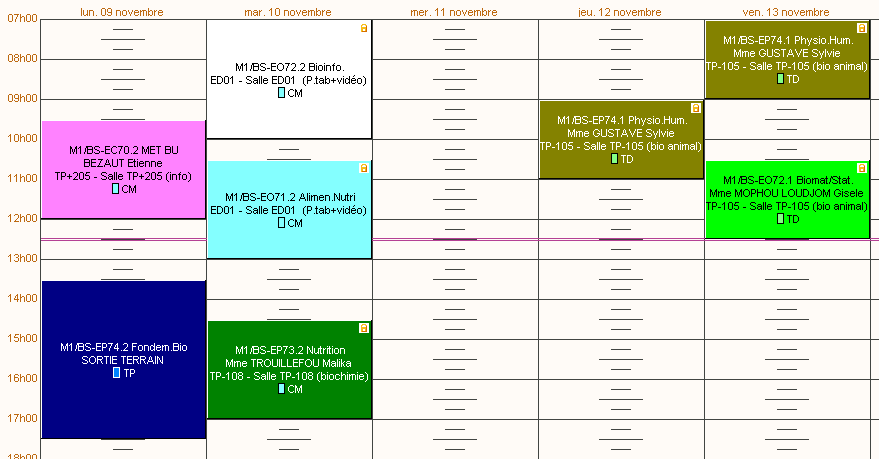 lun. 09 novembre
mar. 10 novembre
mer. 11 novembre
jeu. 12 novembre
ven. 13 novembre
07h00
08h00
09h00
10h00
11h00
12h00
13h00
14h00
15h00
16h00
17h00
18h00
M1/BS-EC70.2 MET BU
BEZAUT Etienne
TP+205 - Salle TP+205 (info)
CM
M1/BS-EP74.2 Fondem.Bio
SORTIE TERRAIN
TP
M1/BS-EO72.2 Bioinfo.
ED01 - Salle ED01 (P.tab+vidéo)
CM
M1/BS-EO71.2 Alimen.Nutri
ED01 - Salle ED01 (P.tab+vidéo)
CM
M1/BS-EP73.2 Nutrition
Mme TROUILLEFOU Malika
TP-108 - Salle TP-108 (biochimie)
CM
M1/BS-EP74.1 Physio.Hum.
Mme GUSTAVE Sylvie
TP-105 - Salle TP-105 (bio animal)
TD
M1/BS-EP74.1 Physio.Hum.
Mme GUSTAVE Sylvie
TP-105 - Salle TP-105 (bio animal)
TD
M1/BS-EO72.1 Biomat/Stat.
Mme MOPHOU LOUDJOM Gisele
TP-105 - Salle TP-105 (bio animal)
TD